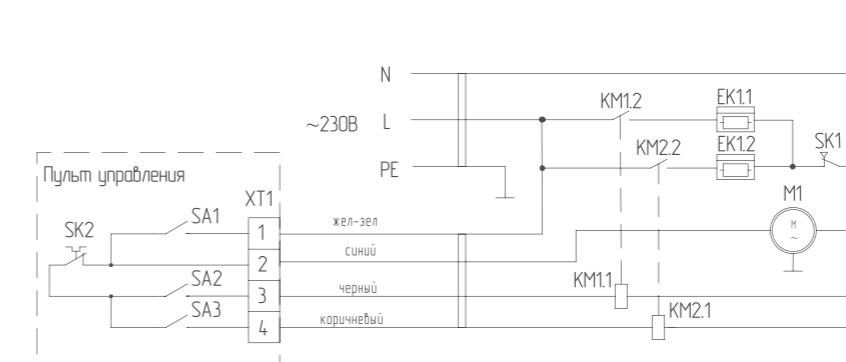 N
KM1.2
EK1.1
~230В
L
KM2.2
EK1.2
SK1
PE
Пульт управления
XT1
M1
SA1
жел-зел
M
~
SK2
1
синий
2
SA2
черный
KM1.1
3
SA3
коричневый
KM2.1
4